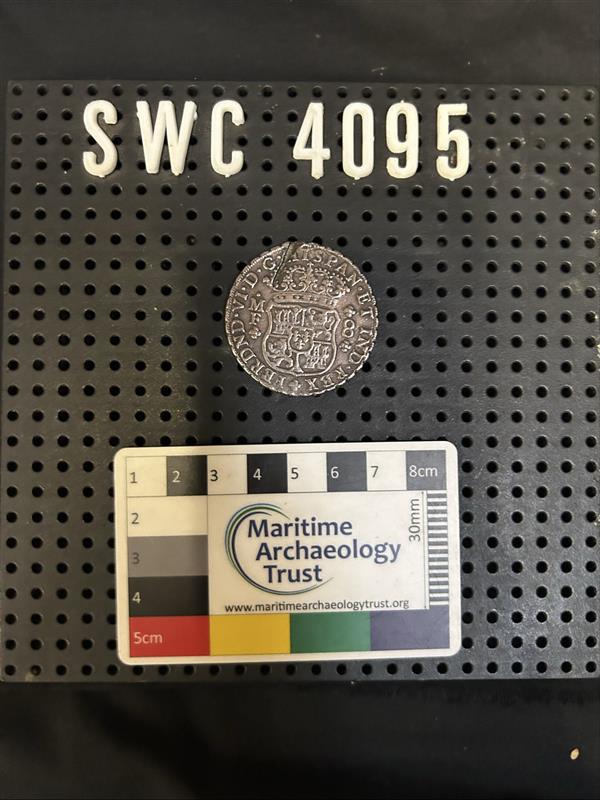 SWC 4095
FERDND·VI·D·G·HISPAN·ET IND·REX
MF
8
1 2 3 4 5 6 7 8cm
2
3
4
5cm
30mm
Maritime
Archaeology
Trust
www.maritimearchaeologytrust.org